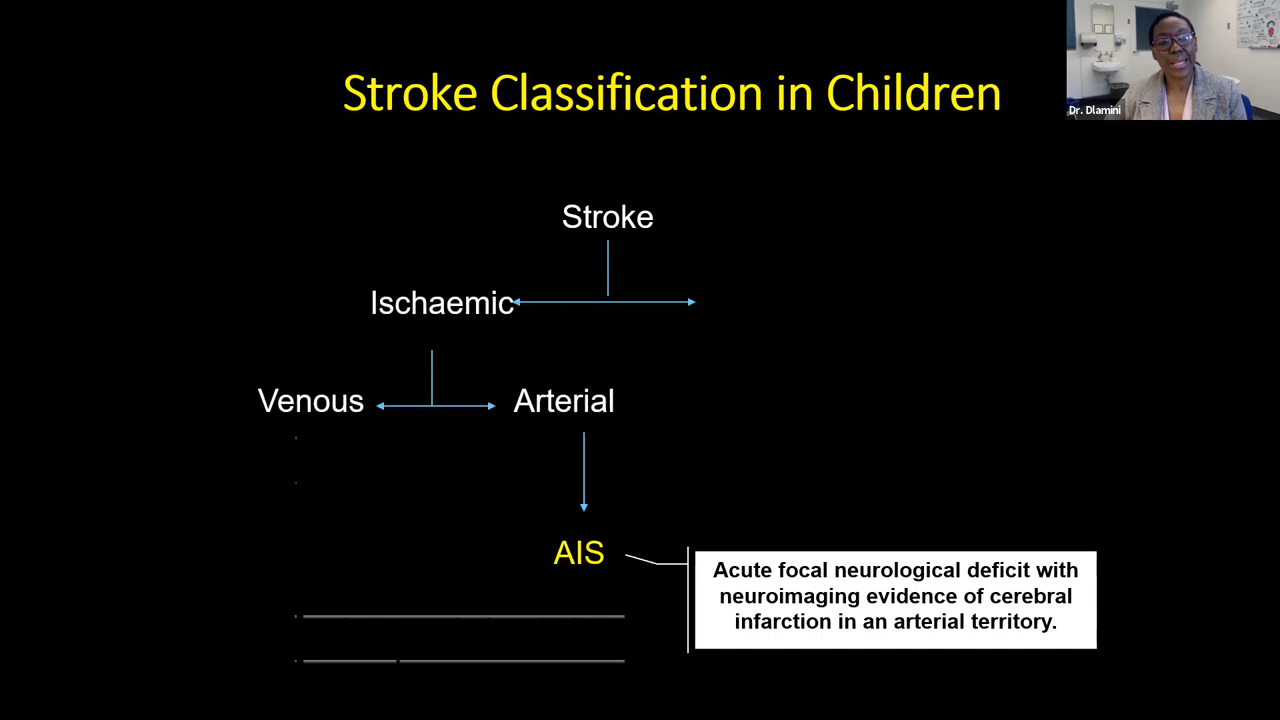 Stroke Classification in Children
Dr. Dlamini
Stroke
Ischaemic
Venous
Arterial
AIS
Acute focal neurological deficit with
neuroimaging evidence of cerebral
infarction in an arterial territory.